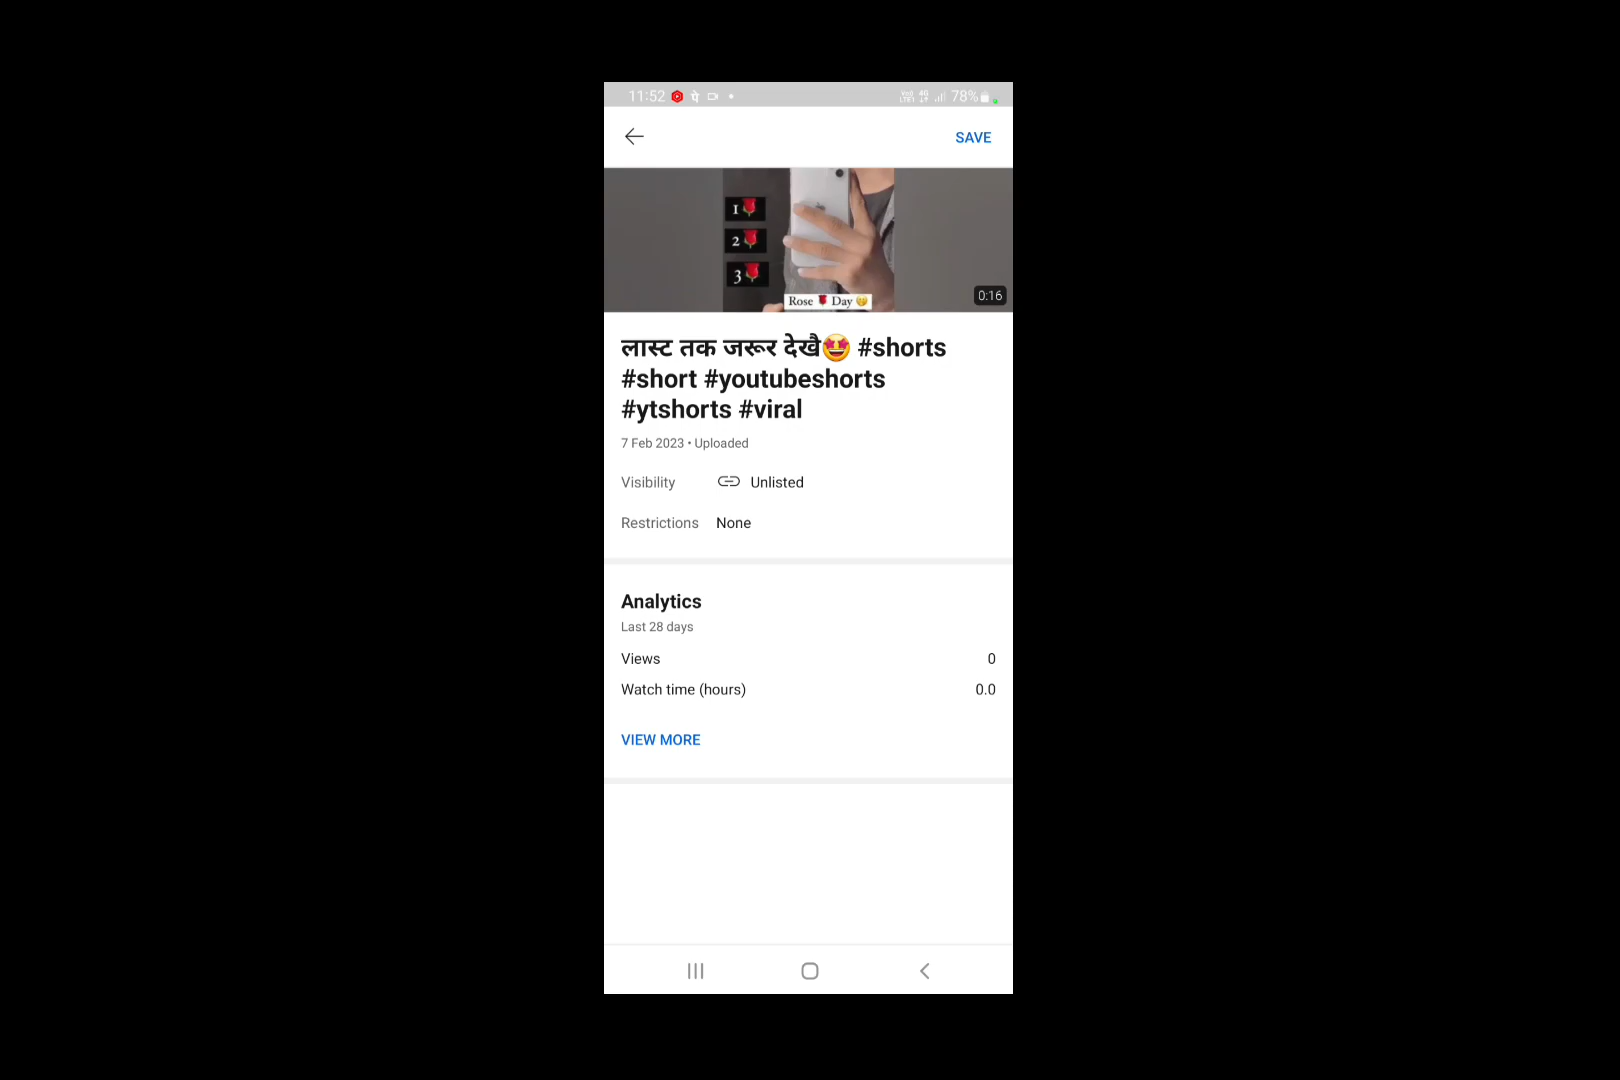 11:52 78%
SAVE
1🌹
2🌹
3🌹
Rose 🌹 Day 🤫
0:16
लास्ट तक जरूर देखै🤩 #shorts
#short #youtubeshorts
#ytshorts #viral
7 Feb 2023 • Uploaded
Visibility Unlisted
Restrictions None
Analytics
Last 28 days
Views 0
Watch time (hours) 0.0
VIEW MORE